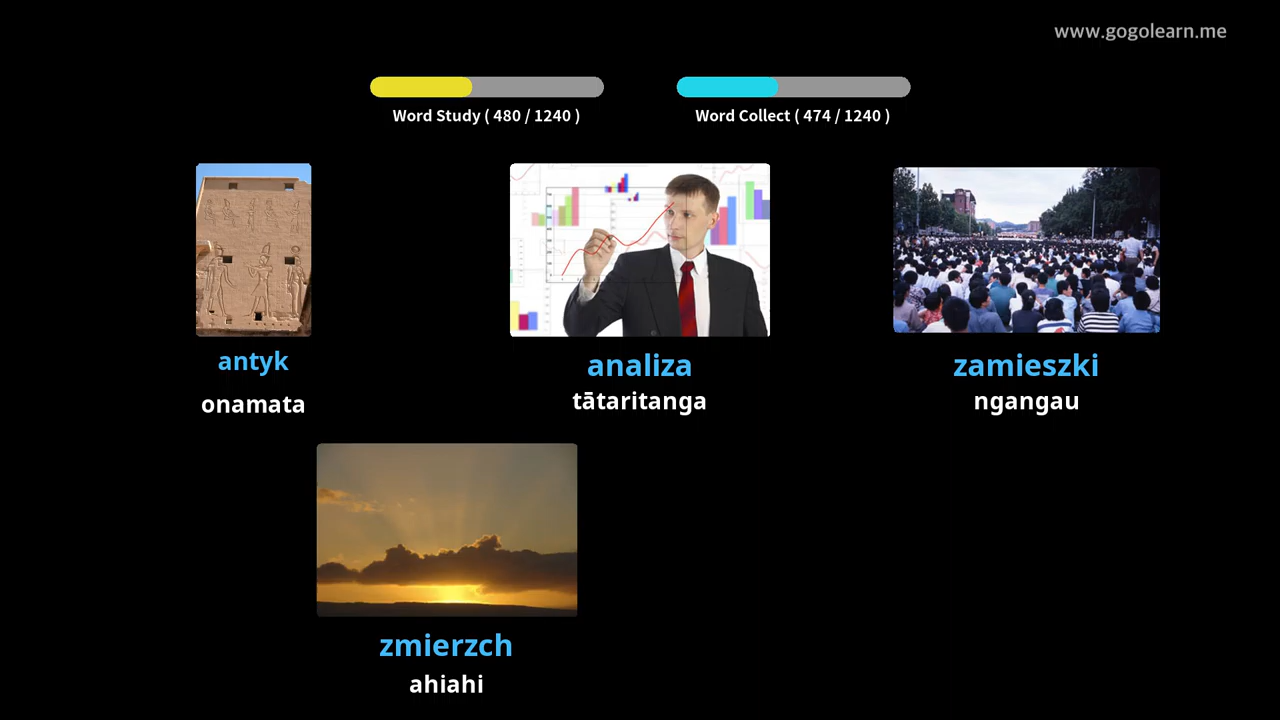 www.gogolearn.me
Word Study ( 480 / 1240 )
Word Collect ( 474 / 1240 )
antyk
onamata
analiza
tātaritanga
zamieszki
ngangau
zmierzch
ahiahi